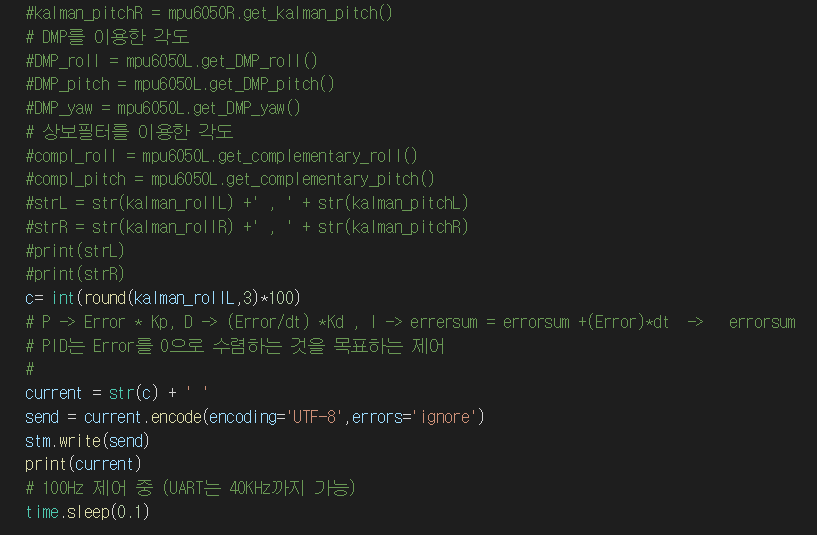 #kalman_pitchR = mpu6050R.get_kalman_pitch()
# DMP를 이용한 각도
#DMP_roll = mpu6050L.get_DMP_roll()
#DMP_pitch = mpu6050L.get_DMP_pitch()
#DMP_yaw = mpu6050L.get_DMP_yaw()
# 상보필터를 이용한 각도
#compl_roll = mpu6050L.get_complementary_roll()
#compl_pitch = mpu6050L.get_complementary_pitch()
#strL = str(kalman_rollL) +' , ' + str(kalman_pitchL)
#strR = str(kalman_rollR) +' , ' + str(kalman_pitchR)
#print(strL)
#print(strR)
c= int(round(kalman_rollL,3)*100)
# P -> Error * Kp, D -> (Error/dt) *Kd , I -> errersum = errorsum +(Error)*dt  ->   errorsum
# PID는 Error를 0으로 수렴하는 것을 목표하는 제어
#
current = str(c) + ' '
send = current.encode(encoding='UTF-8',errors='ignore')
stm.write(send)
print(current)
# 100Hz 제어 중 (UART는 40KHz까지 가능)
time.sleep(0.1)